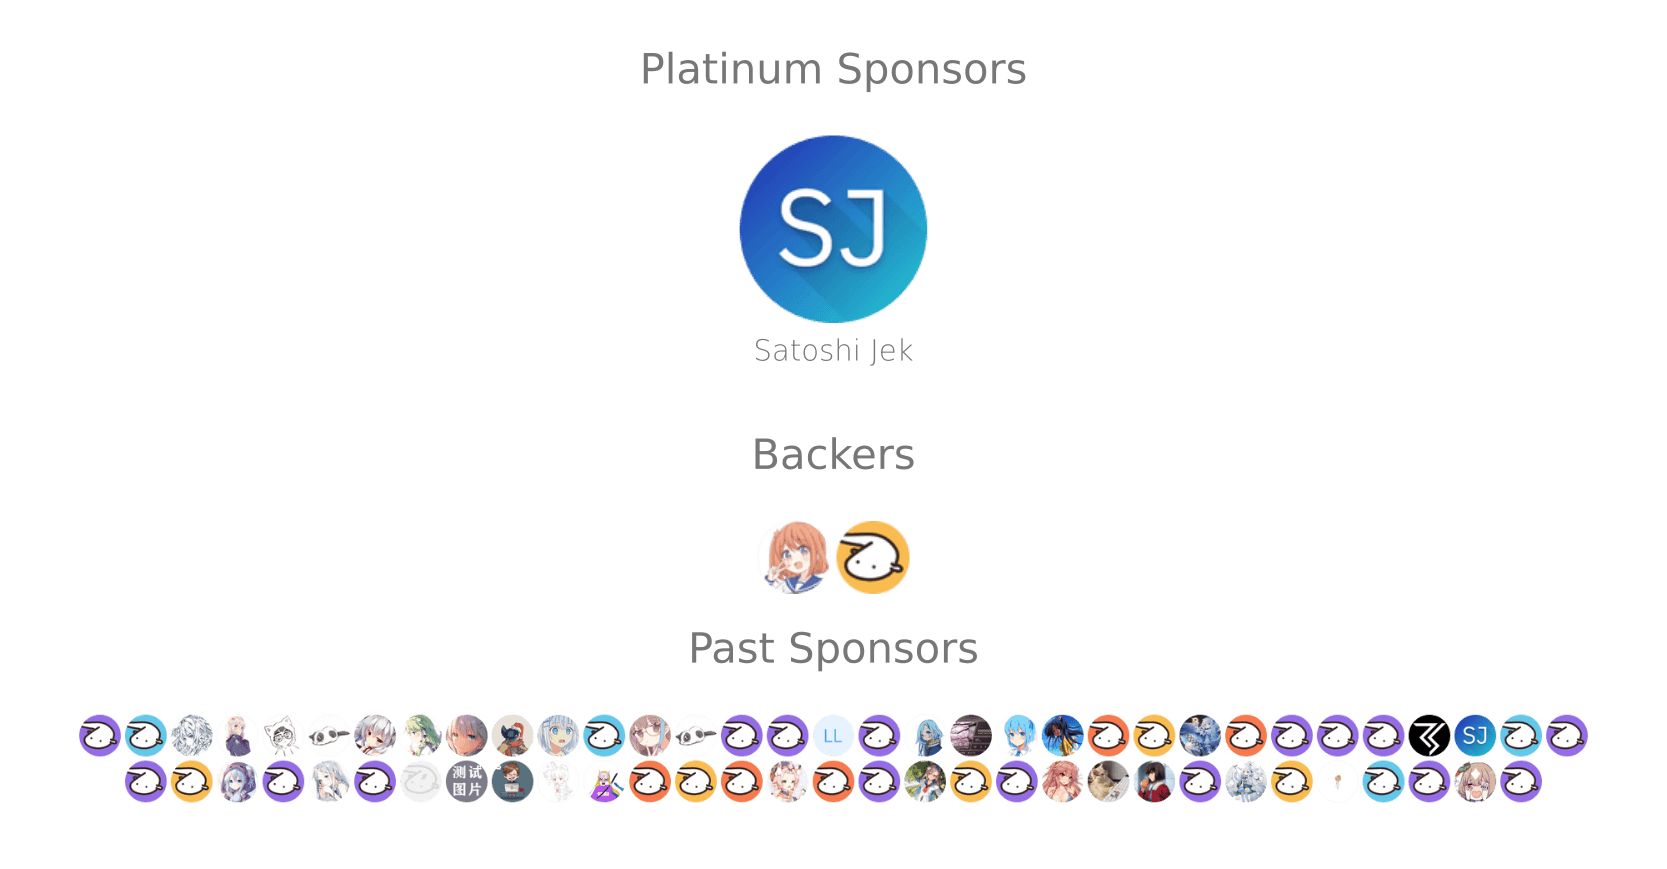 Platinum Sponsors
SJ
Satoshi Jek
Backers
Past Sponsors
LL
SJ
测试
图片